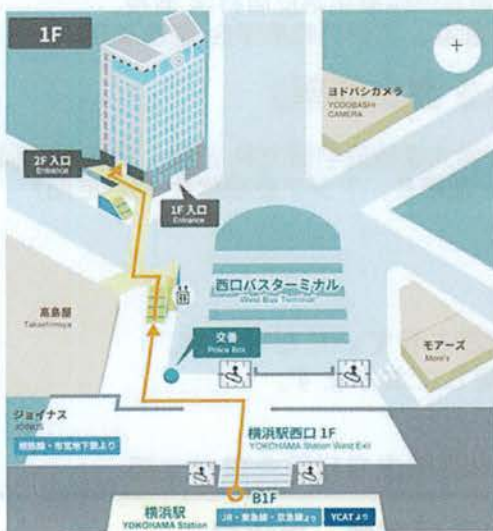 1F
ヨドバシカメラ
YODOBASHI
CAMERA
2F 入口
Entrance
1F 入口
Entrance
西口バスターミナル
West Bus Terminal
高島屋
Takashimaya
交番
Police Box
モアーズ
More's
ジョイナス
JOINUS
相鉄線・市営地下鉄より
横浜駅西口 1F
YOKOHAMA Station West Exit
B1F
横浜駅
YOKOHAMA Station
JR・東急線・京急線より
YCATより